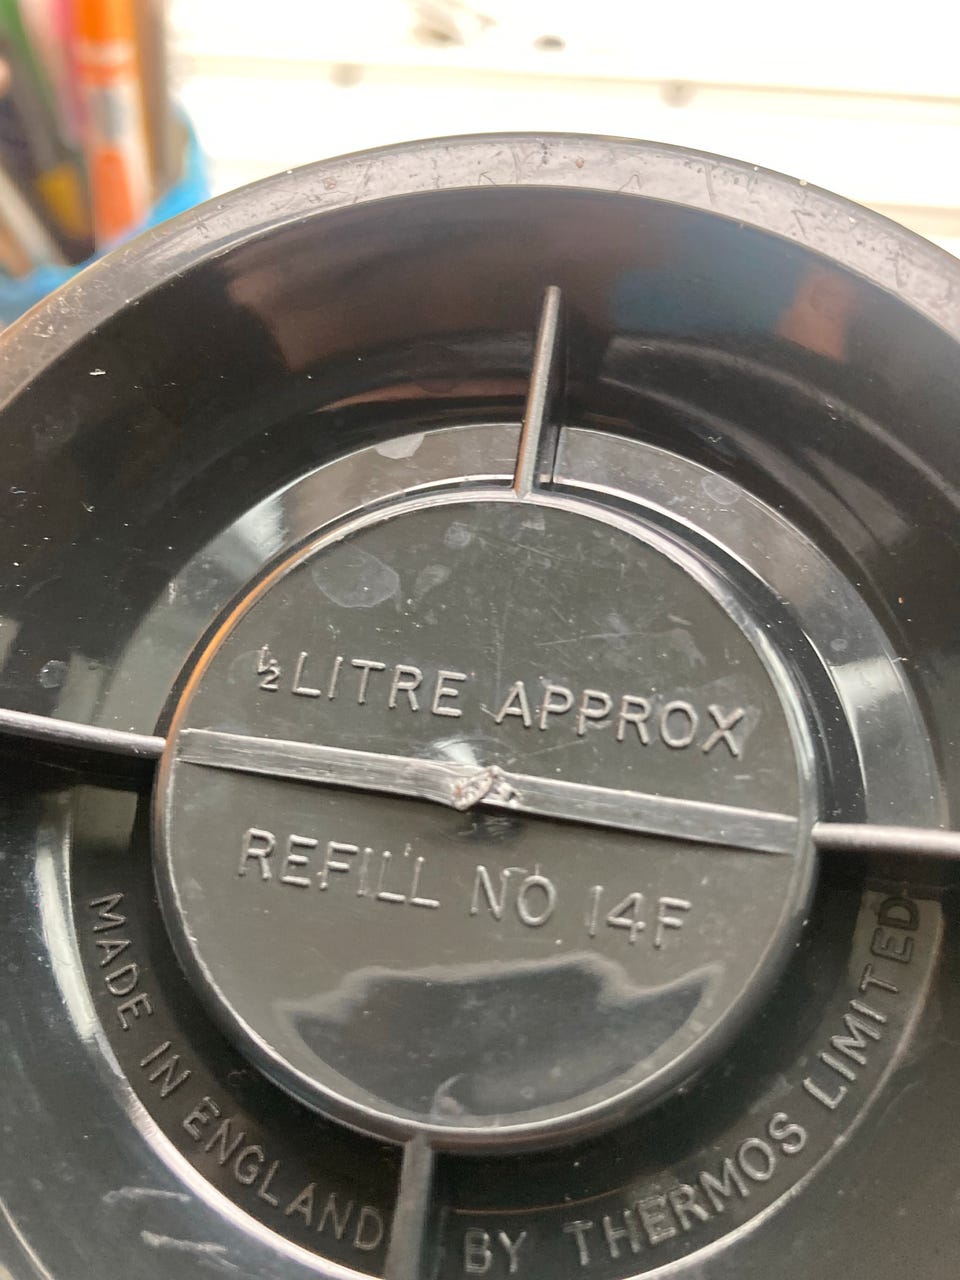 ½ LITRE APPROX
REFILL NO 14F
MADE IN ENGLAND BY THERMOS LIMITED